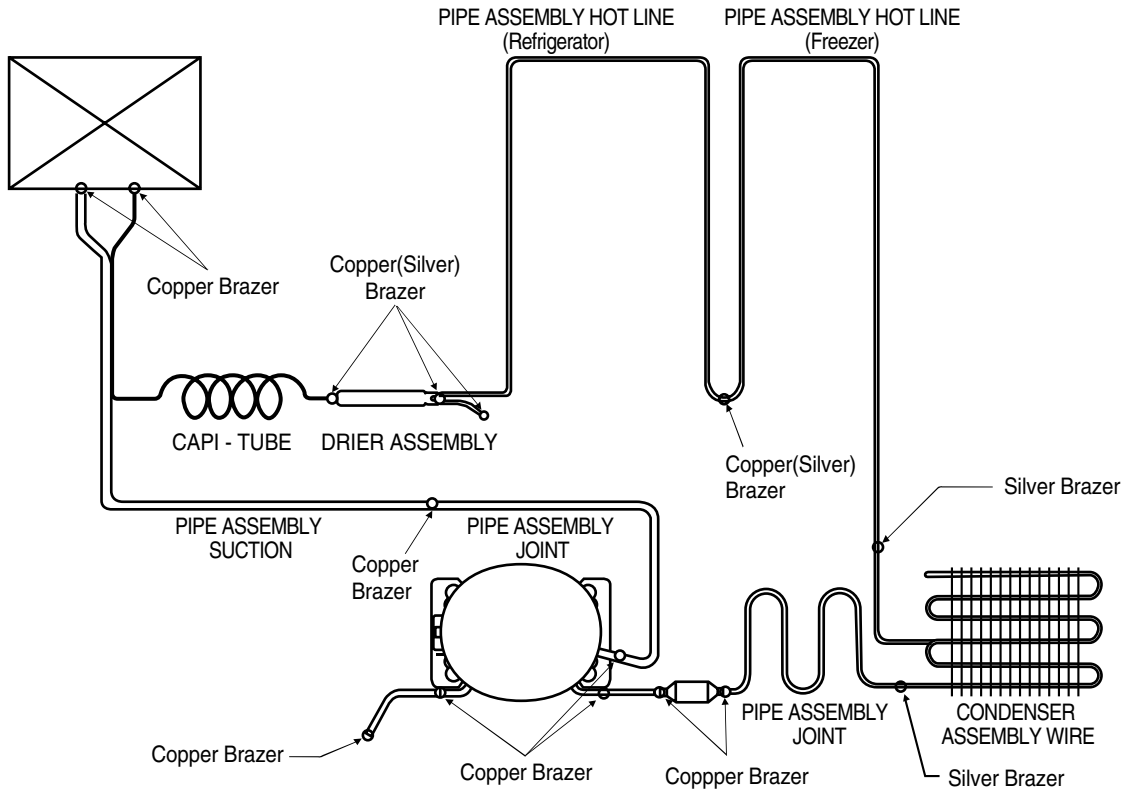 PIPE ASSEMBLY HOT LINE
(Refrigerator)
PIPE ASSEMBLY HOT LINE
(Freezer)
Copper Brazer
Copper(Silver)
Brazer
CAPI - TUBE
DRIER ASSEMBLY
Copper(Silver)
Brazer
Silver Brazer
PIPE ASSEMBLY
SUCTION
Copper
Brazer
PIPE ASSEMBLY
JOINT
PIPE ASSEMBLY
JOINT
CONDENSER
ASSEMBLY WIRE
Copper Brazer
Copper Brazer
Coppper Brazer
Silver Brazer